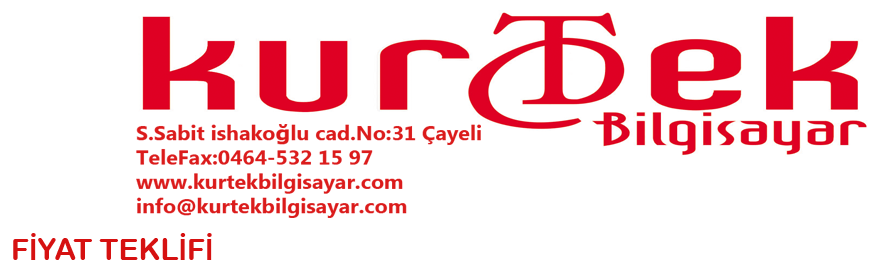 kurtek
Bilgisayar
S.Sabit ishakoğlu cad.No:31 Çayeli
TeleFax:0464-532 15 97
www.kurtekbilgisayar.com
info@kurtekbilgisayar.com
FİYAT TEKLİFİ